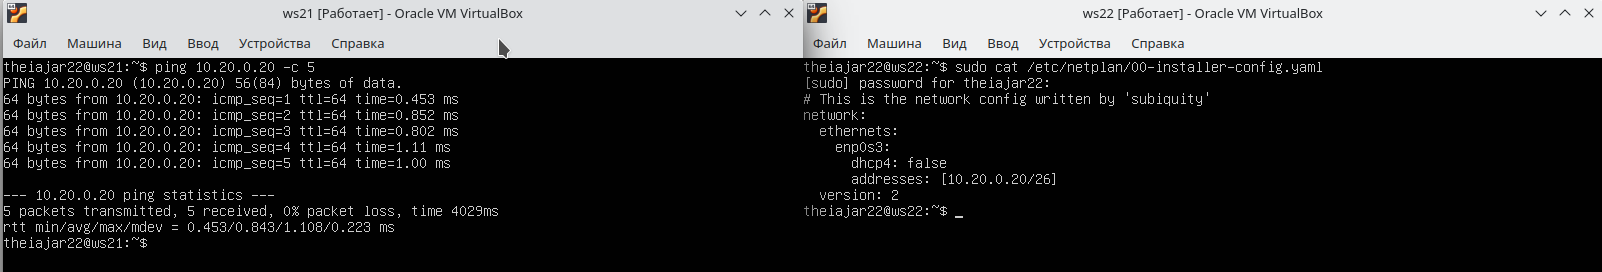 ws21 [Работает] - Oracle VM VirtualBox
Файл Машина Вид Ввод Устройства Справка
theiajar22@ws21:~$ ping 10.20.0.20 -c 5
PING 10.20.0.20 (10.20.0.20) 56(84) bytes of data.
64 bytes from 10.20.0.20: icmp_seq=1 ttl=64 time=0.453 ms
64 bytes from 10.20.0.20: icmp_seq=2 ttl=64 time=0.852 ms
64 bytes from 10.20.0.20: icmp_seq=3 ttl=64 time=0.802 ms
64 bytes from 10.20.0.20: icmp_seq=4 ttl=64 time=1.11 ms
64 bytes from 10.20.0.20: icmp_seq=5 ttl=64 time=1.00 ms
--- 10.20.0.20 ping statistics ---
5 packets transmitted, 5 received, 0% packet loss, time 4029ms
rtt min/avg/max/mdev = 0.453/0.843/1.108/0.223 ms
theiajar22@ws21:~$
ws22 [Работает] - Oracle VM VirtualBox
Файл Машина Вид Ввод Устройства Справка
theiajar22@ws22:~$ sudo cat /etc/netplan/00-installer-config.yaml
[sudo] password for theiajar22:
# This is the network config written by 'subiquity'
network:
  ethernets:
    enp0s3:
      dhcp4: false
      addresses: [10.20.0.20/26]
  version: 2
theiajar22@ws22:~$ _